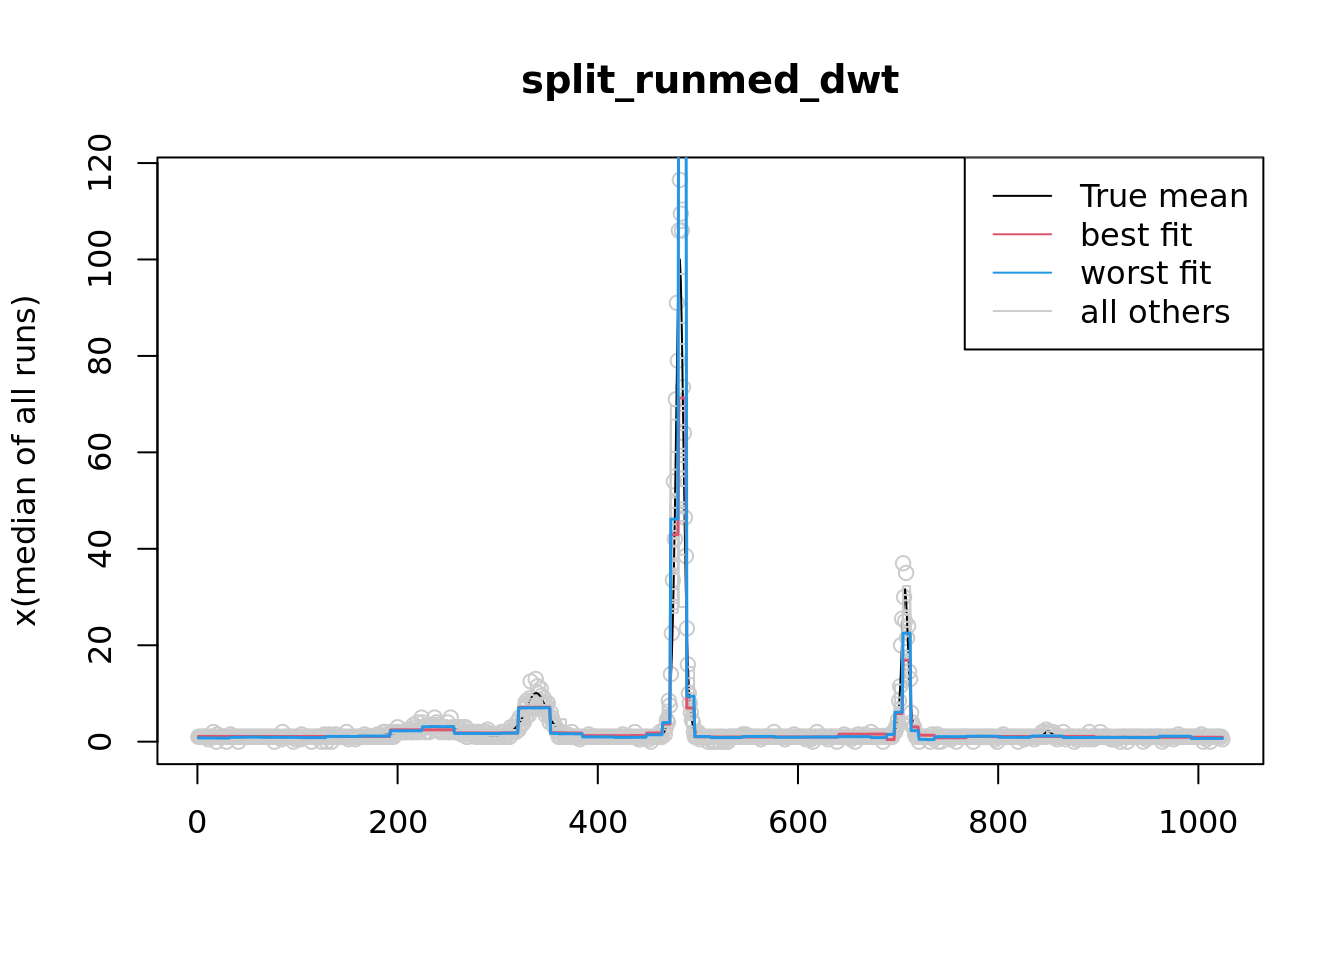 split_runmed_dwt
x(median of all runs)
120
100
80
60
40
20
0
True mean
best fit
worst fit
all others
0 200 400 600 800 1000